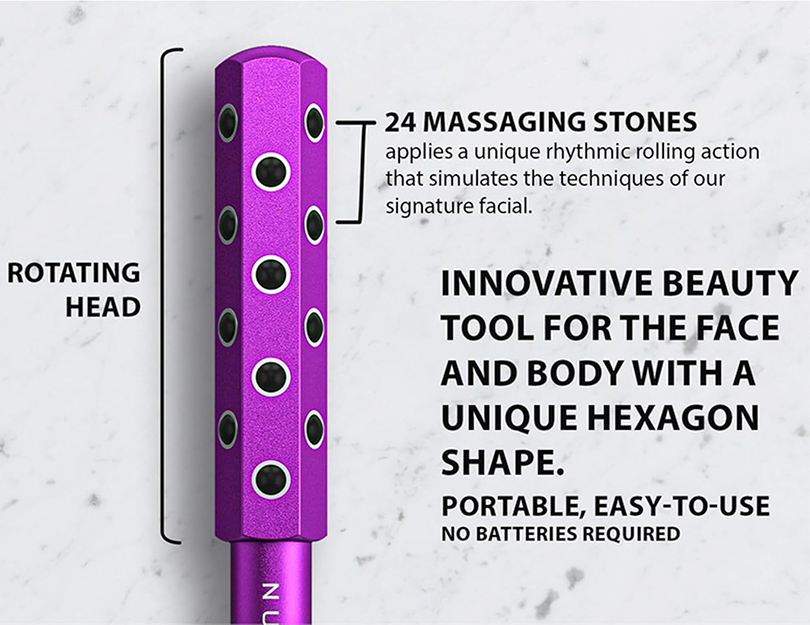 24 MASSAGING STONES
applies a unique rhythmic rolling action
that simulates the techniques of our
signature facial.
ROTATING
HEAD
INNOVATIVE BEAUTY
TOOL FOR THE FACE
AND BODY WITH A
UNIQUE HEXAGON
SHAPE.
PORTABLE, EASY-TO-USE
NO BATTERIES REQUIRED
N U